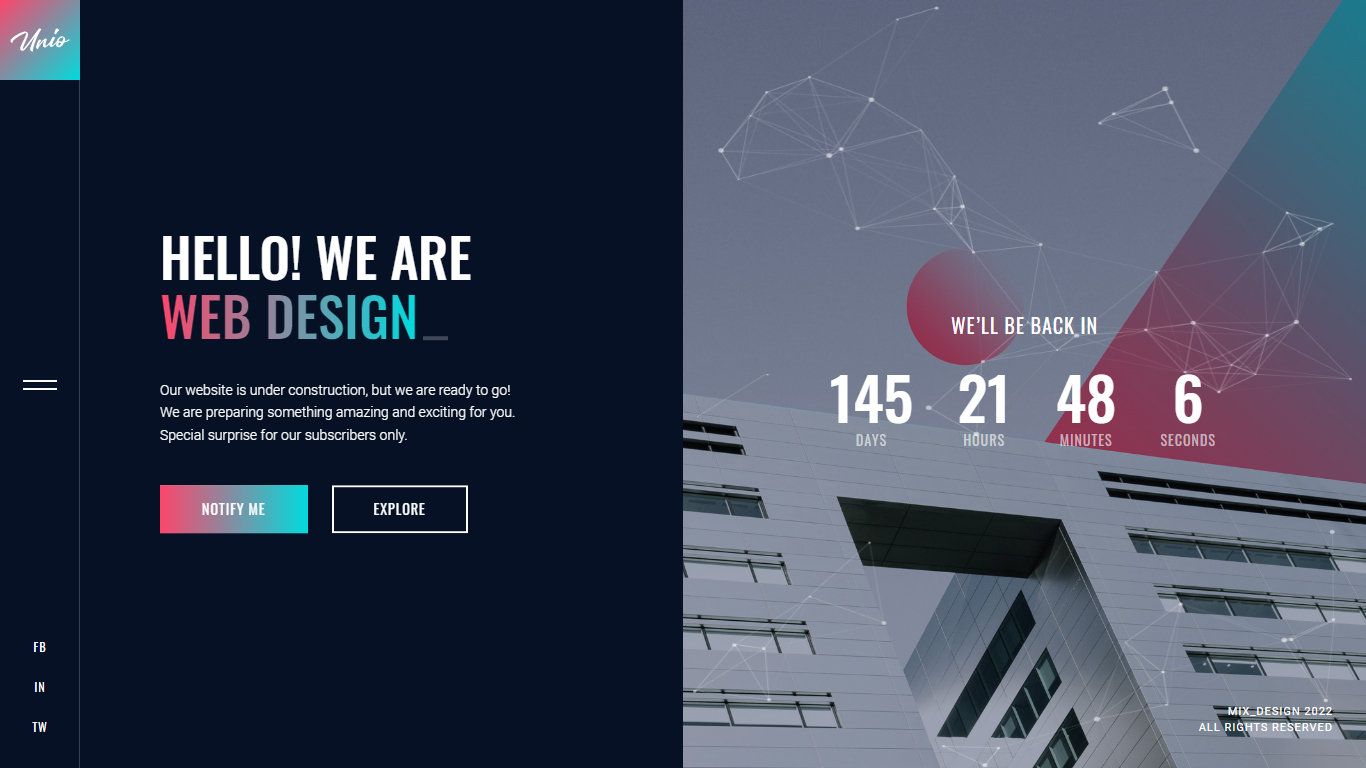 Unio
HELLO! WE ARE
WEB DESIGN_
Our website is under construction, but we are ready to go!
We are preparing something amazing and exciting for you.
Special surprise for our subscribers only.
NOTIFY ME
EXPLORE
FB
IN
TW
WE’LL BE BACK IN
145 21 48 6
DAYS HOURS MINUTES SECONDS
MIX_DESIGN 2022
ALL RIGHTS RESERVED